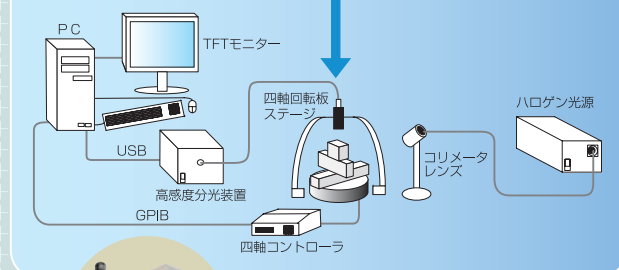 PC
TFTモニター
四軸回転板
ステージ
ハロゲン光源
USB
コリメータ
レンズ
高感度分光装置
GPIB
四軸コントローラ